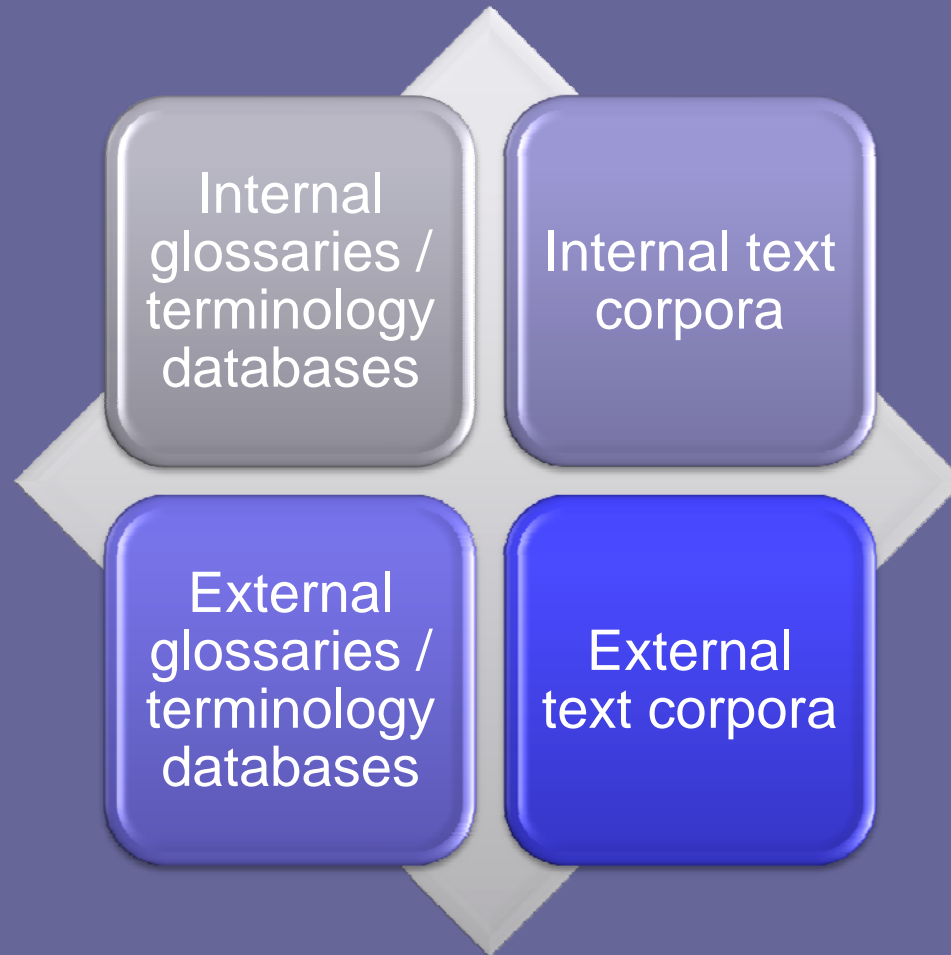 Internal
glossaries /
terminology
databases
Internal text
corpora
External
glossaries /
terminology
databases
External
text corpora